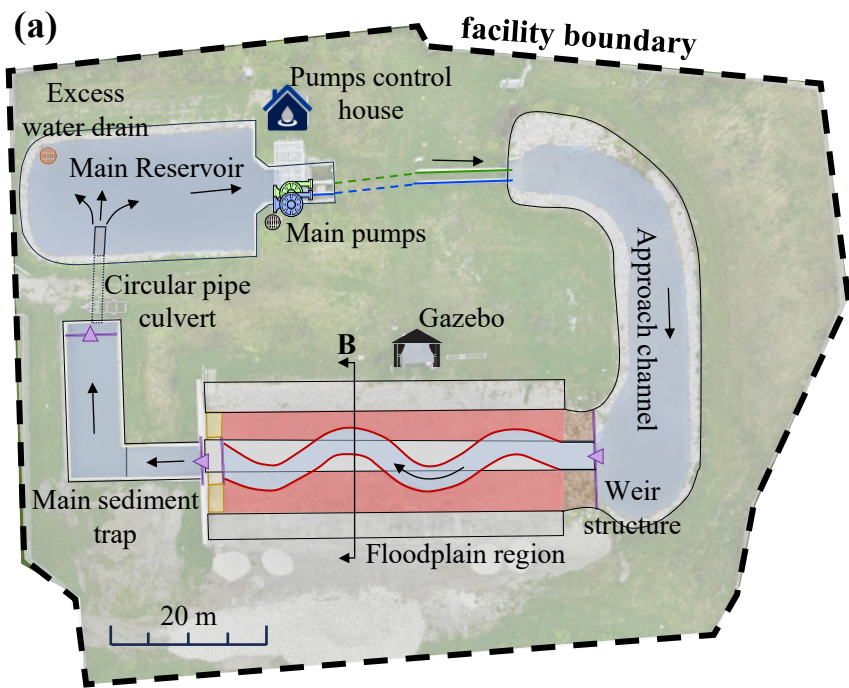 (a)
facility boundary
Pumps control
house
Excess
water drain
Main Reservoir
Main pumps
Circular pipe
culvert
Approach channel
Gazebo
B
Main sediment
trap
Weir
structure
Floodplain region
20 m